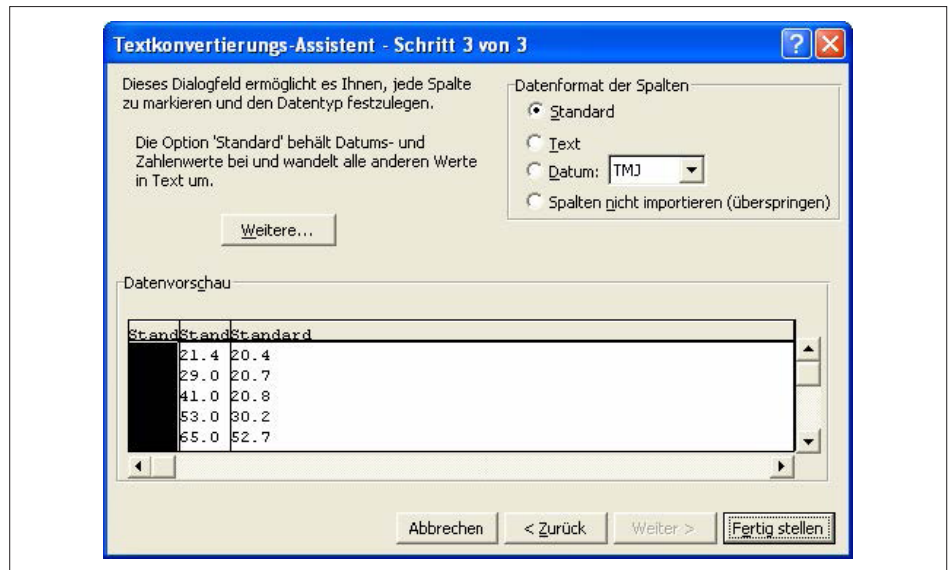 Textkonvertierungs-Assistent - Schritt 3 von 3
Dieses Dialogfeld ermöglicht es Ihnen, jede Spalte
zu markieren und den Datentyp festzulegen.
Die Option 'Standard' behält Datums- und
Zahlenwerte bei und wandelt alle anderen Werte
in Text um.
Weitere...
Datenformat der Spalten
Standard
Text
Datum: TMJ
Spalten nicht importieren (überspringen)
Datenvorschau
StandStandStandard
21.4 20.4
29.0 20.7
41.0 20.8
53.0 30.2
65.0 52.7
Abbrechen
< Zurück
Weiter >
Fertig stellen